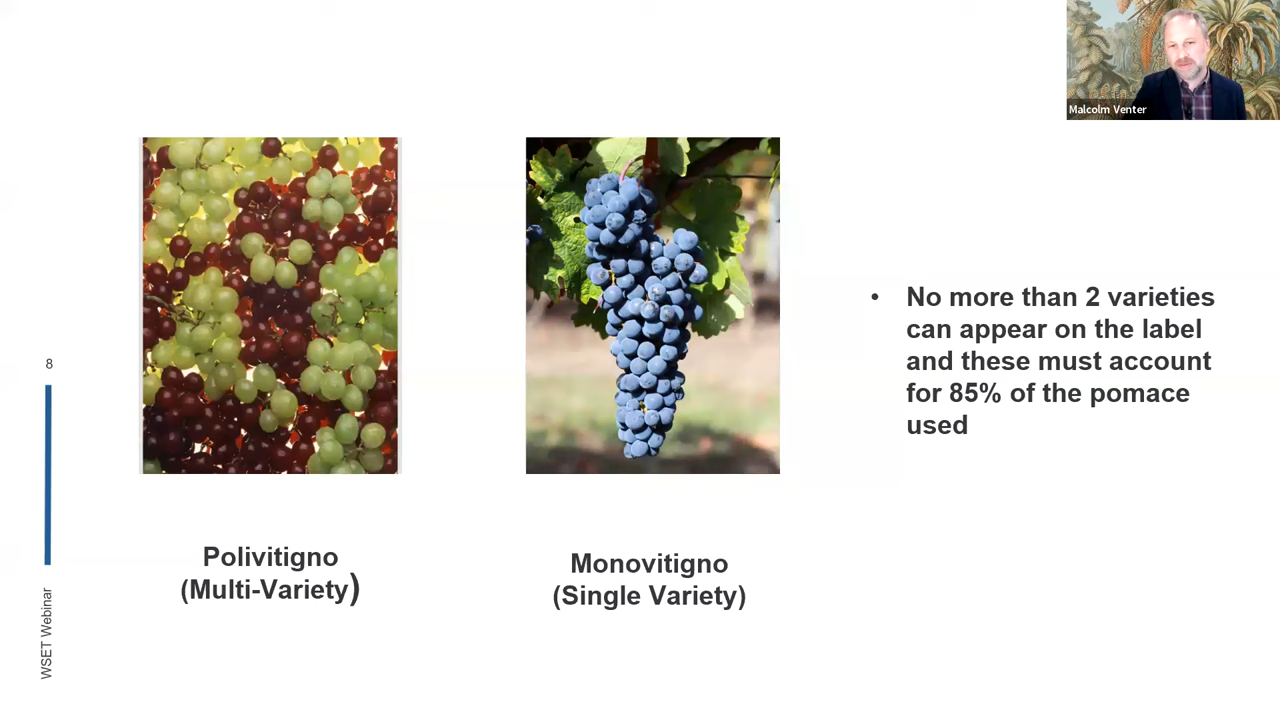 Malcolm Venter
• No more than 2 varieties
can appear on the label
and these must account
for 85% of the pomace
used
8
WSET Webinar
Polivitigno
(Multi-Variety)
Monovitigno
(Single Variety)